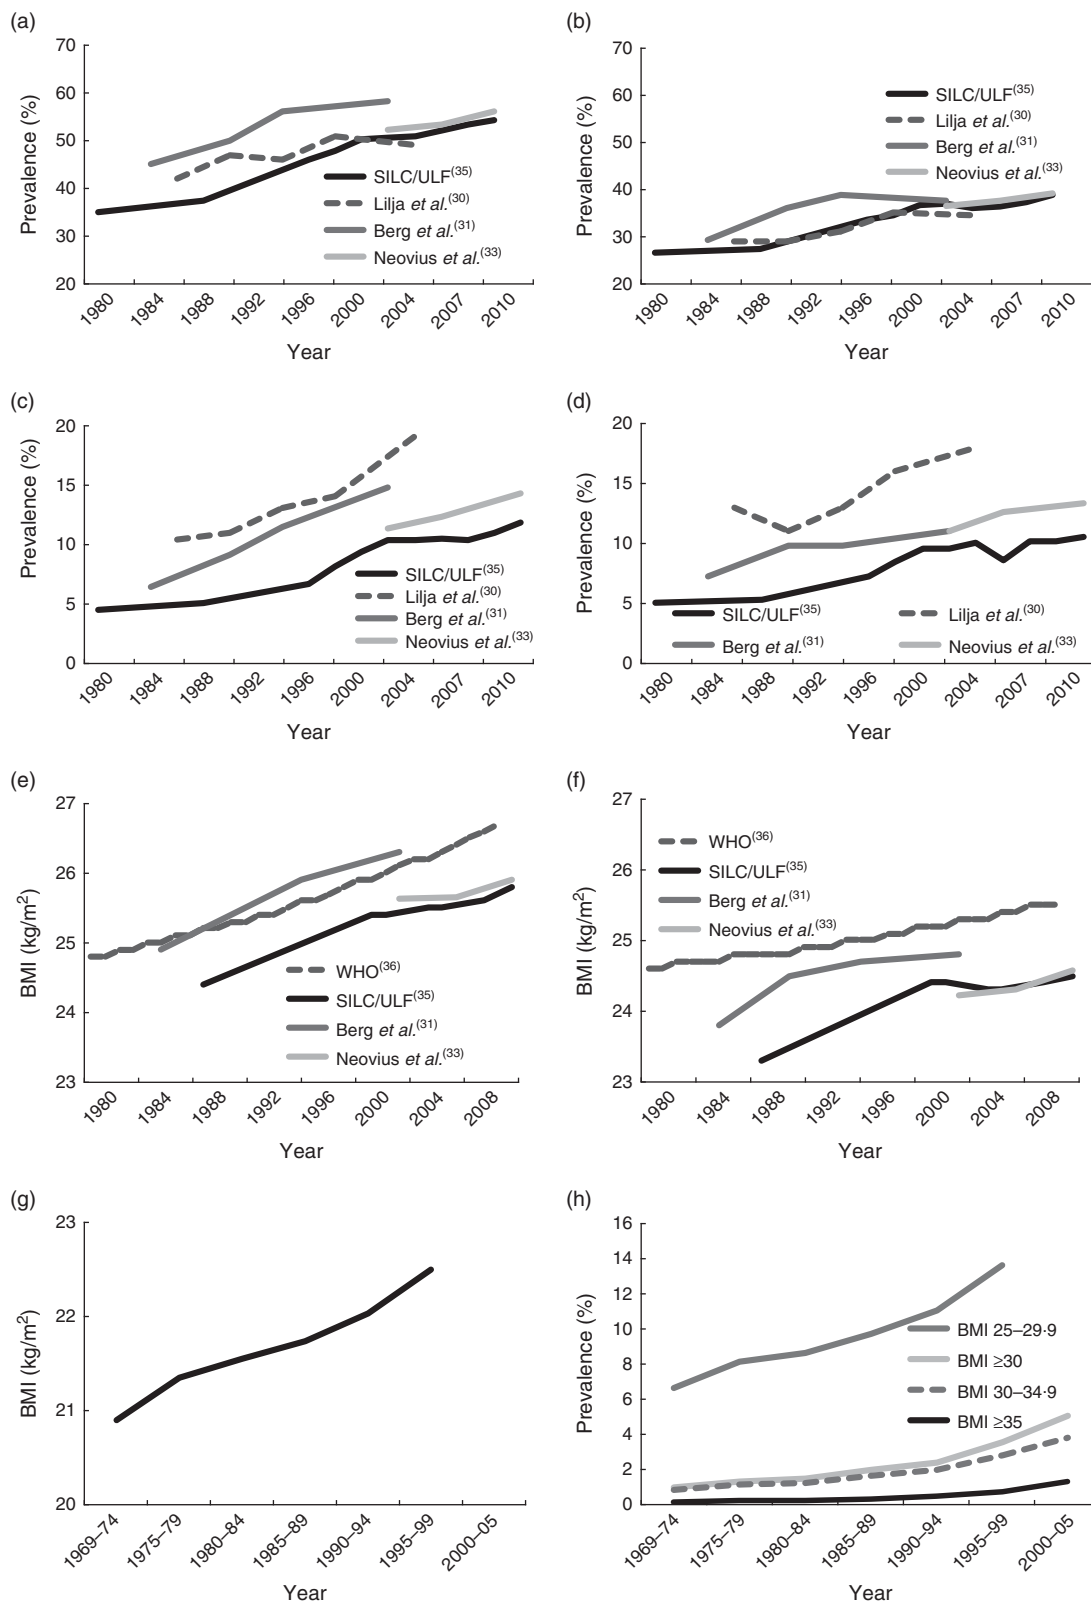 (a)
70
60
50
40
30
20
Prevalence (%)
SILC/ULF(35)
Lilja et al.(30)
Berg et al.(31)
Neovius et al.(33)
1980
1984
1988
1992
1996
2000
2004
2007
2010
Year
(b)
70
60
50
40
30
20
Prevalence (%)
SILC/ULF(35)
Lilja et al.(30)
Berg et al.(31)
Neovius et al.(33)
1980
1984
1988
1992
1996
2000
2004
2007
2010
Year
(c)
20
15
10
5
0
Prevalence (%)
SILC/ULF(35)
Lilja et al.(30)
Berg et al.(31)
Neovius et al.(33)
1980
1984
1988
1992
1996
2000
2004
2007
2010
Year
(d)
20
15
10
5
0
Prevalence (%)
SILC/ULF(35)
Lilja et al.(30)
Berg et al.(31)
Neovius et al.(33)
1980
1984
1988
1992
1996
2000
2004
2007
2010
Year
(e)
27
26
25
24
23
BMI (kg/m2)
WHO(36)
SILC/ULF(35)
Berg et al.(31)
Neovius et al.(33)
1980
1984
1988
1992
1996
2000
2004
2008
Year
(f)
27
26
25
24
23
BMI (kg/m2)
WHO(36)
SILC/ULF(35)
Berg et al.(31)
Neovius et al.(33)
1980
1984
1988
1992
1996
2000
2004
2008
Year
(g)
23
22
21
20
BMI (kg/m2)
1969–74
1975–79
1980–84
1985–89
1990–94
1995–99
2000–05
Year
(h)
16
14
12
10
8
6
4
2
0
Prevalence (%)
BMI 25–29·9
BMI ≥30
BMI 30–34·9
BMI ≥35
1969–74
1975–79
1980–84
1985–89
1990–94
1995–99
2000–05
Year